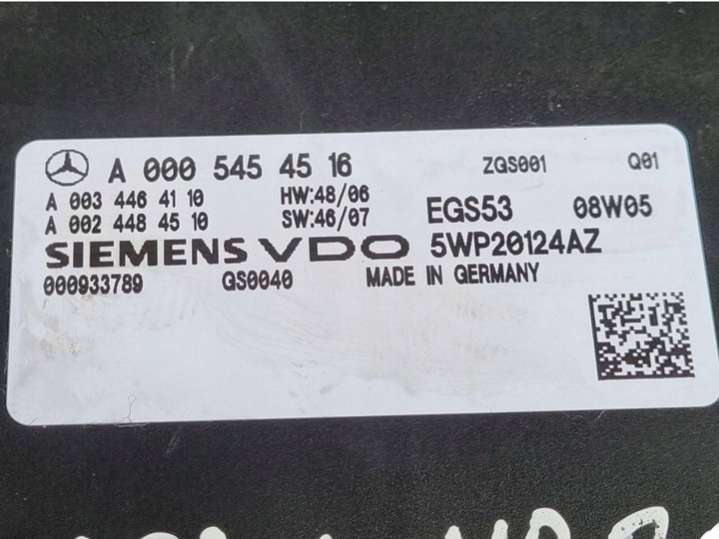 A 000 545 45 16 ZGS001 Q01
A 003 446 41 10 HW:48/06
A 002 448 45 10 SW:46/07 EGS53 08W05
SIEMENS VDO 5WP20124AZ
000933789 GS0040 MADE IN GERMANY